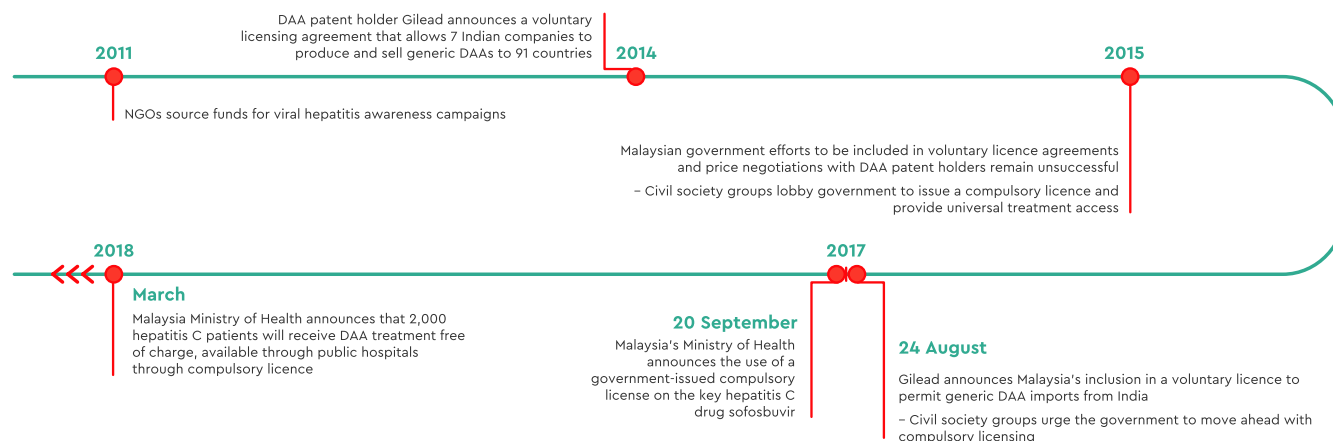 DAA patent holder Gilead announces a voluntary
licensing agreement that allows 7 Indian companies to
produce and sell generic DAAs to 91 countries
2011
2014
2015
NGOs source funds for viral hepatitis awareness campaigns
Malaysian government efforts to be included in voluntary licence agreements
and price negotiations with DAA patent holders remain unsuccessful
– Civil society groups lobby government to issue a compulsory licence and
provide universal treatment access
2017
24 August
Gilead announces Malaysia's inclusion in a voluntary licence to
permit generic DAA imports from India
– Civil society groups urge the government to move ahead with
compulsory licensing
20 September
Malaysia's Ministry of Health
announces the use of a
government-issued compulsory
license on the key hepatitis C
drug sofosbuvir
2018
March
Malaysia Ministry of Health announces that 2,000
hepatitis C patients will receive DAA treatment free
of charge, available through public hospitals
through compulsory licence